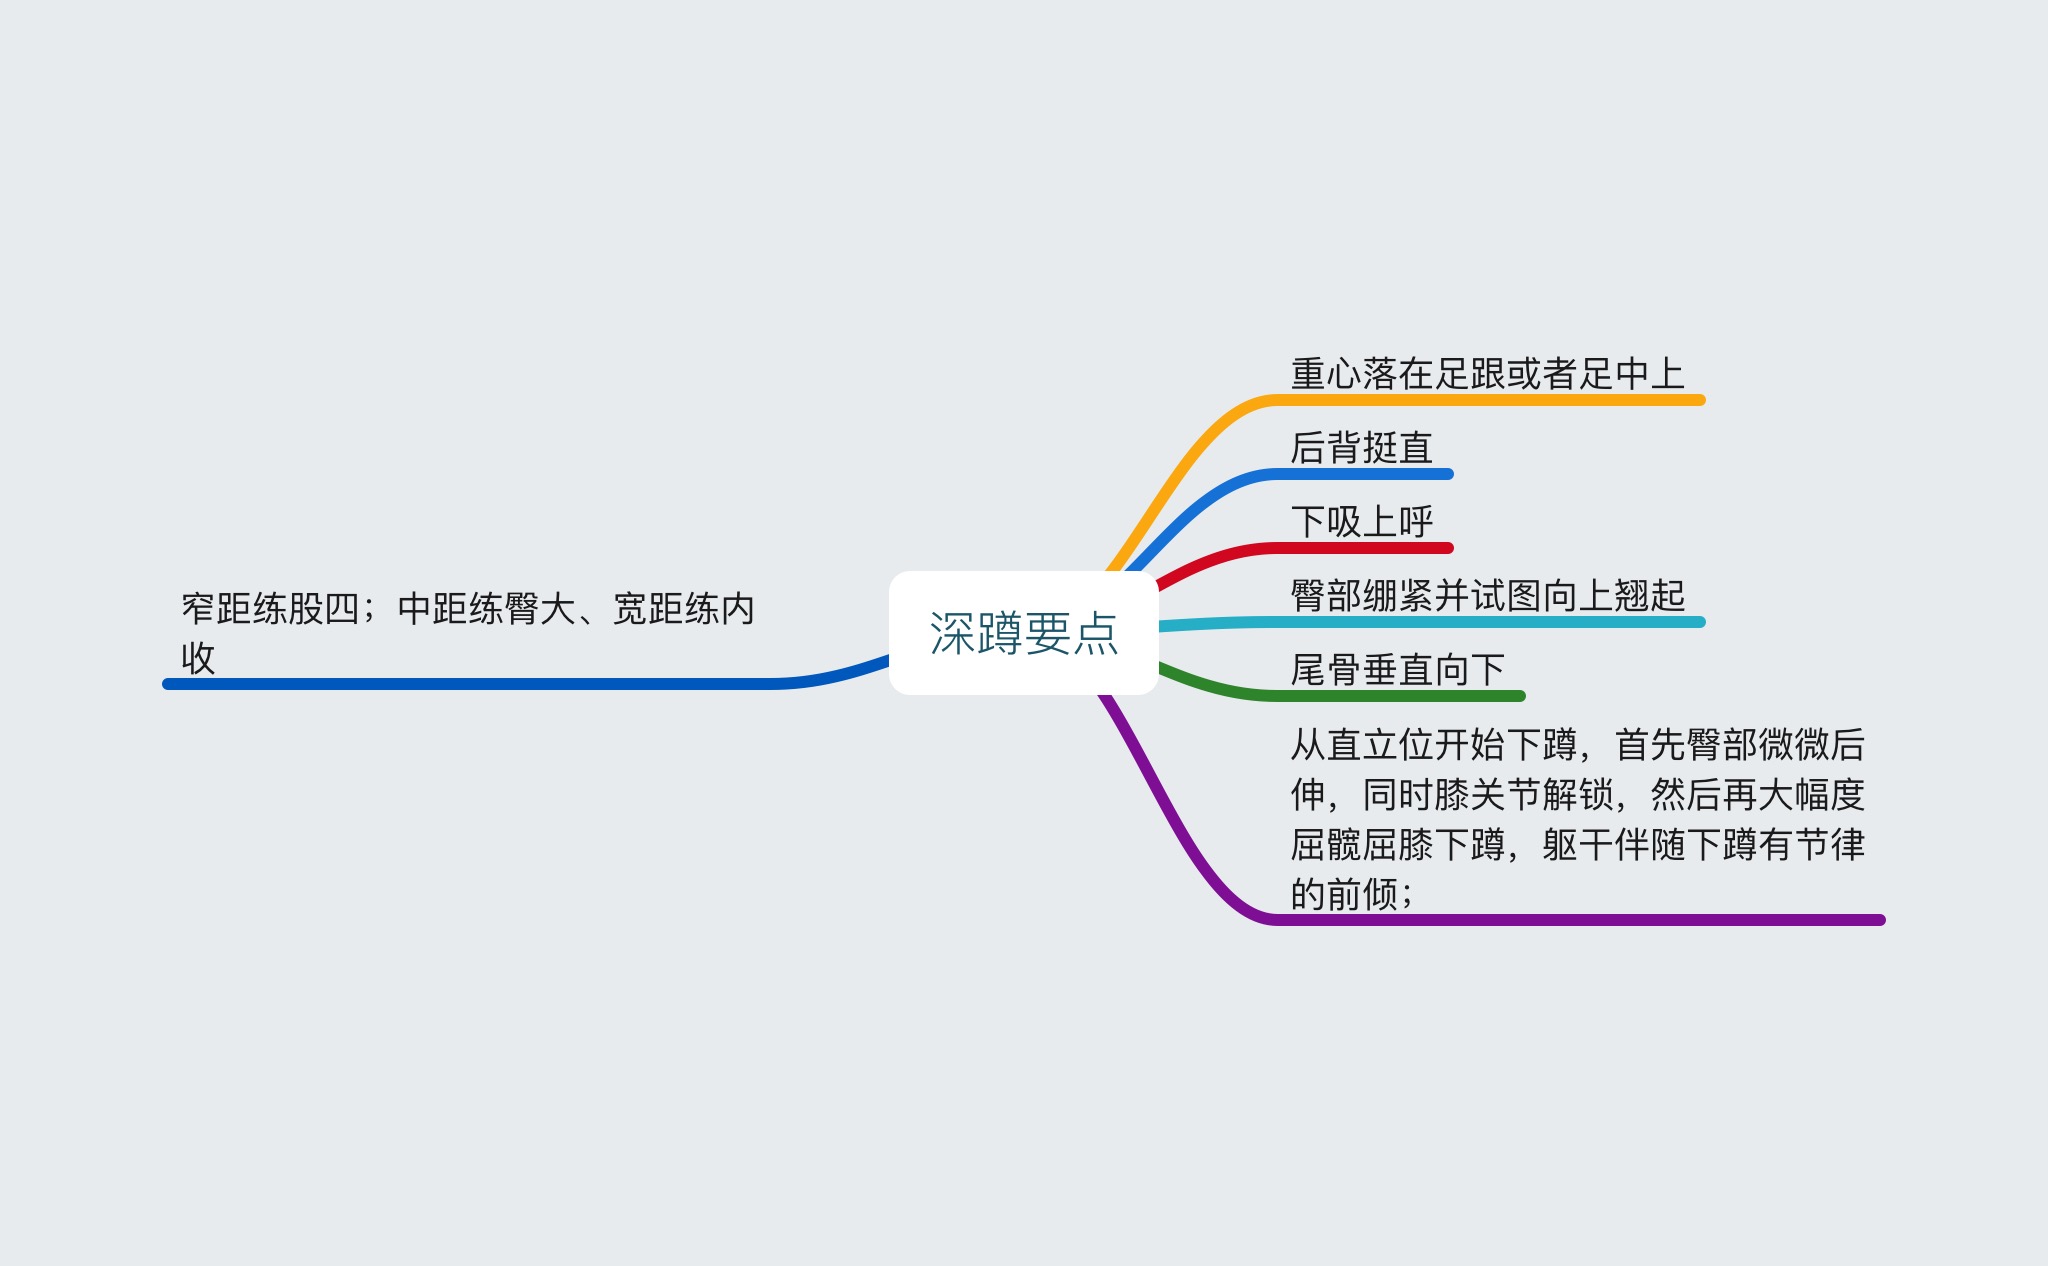 深蹲要点
重心落在足跟或者足中上
后背挺直
下吸上呼
臀部绷紧并试图向上翘起
尾骨垂直向下
从直立位开始下蹲，首先臀部微微后
伸，同时膝关节解锁，然后再大幅度
屈髋屈膝下蹲，躯干伴随下蹲有节律
的前倾；
窄距练股四；中距练臀大、宽距练内
收